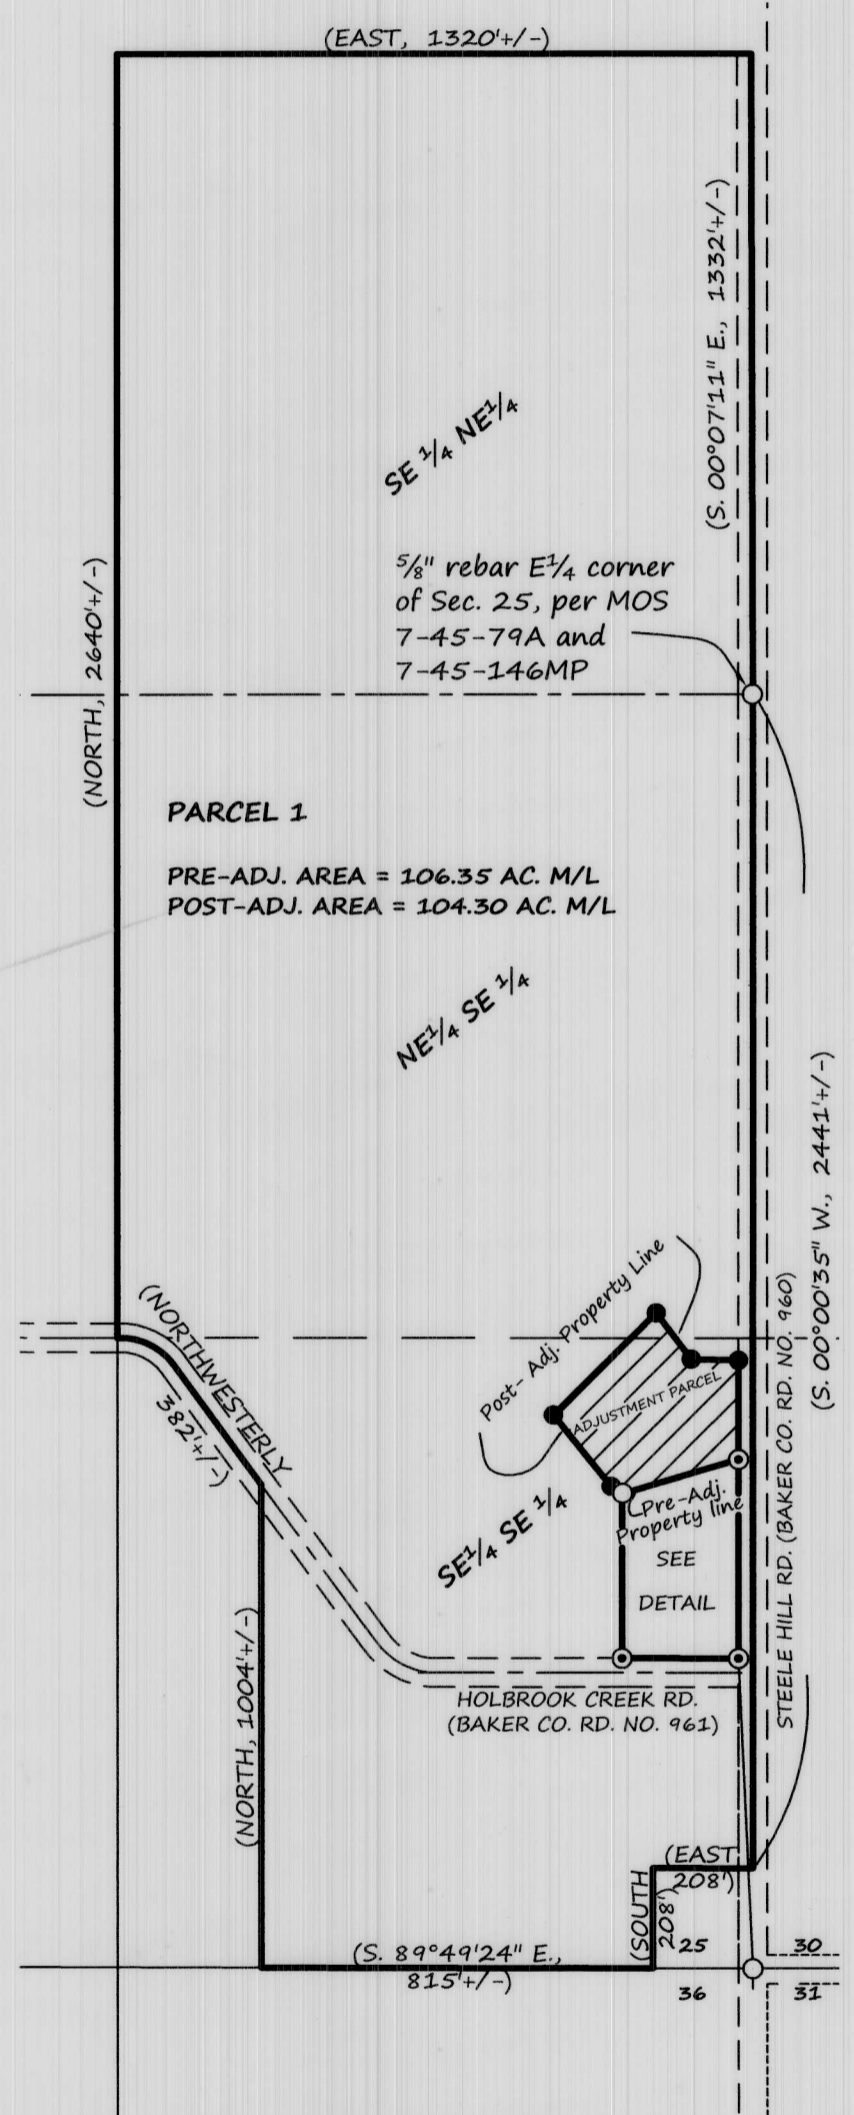 (EAST, 1320'+/-)
(S. 00°07'11" E., 1332'+/-)
SE 1/4 NE1/4
5/8" rebar E1/4 corner
of Sec. 25, per MOS
7-45-79A and
7-45-146MP
(NORTH, 2640'+/-)
PARCEL 1
PRE-ADJ. AREA = 106.35 AC. M/L
POST-ADJ. AREA = 104.30 AC. M/L
NE1/4 SE 1/4
(S. 00°00'35" W., 2441'+/-)
Post- Adj. Property Line
(NORTHWESTERLY
382'+/-)
ADJUSTMENT PARCEL
STEELE HILL RD. (BAKER CO. RD. NO. 960)
Pre-Adj.
Property line
SE1/4 SE 1/4
SEE
DETAIL
HOLBROOK CREEK RD.
(BAKER CO. RD. NO. 961)
(NORTH, 1004'+/-)
(EAST
208')
(SOUTH
208')
25
30
(S. 89°49'24" E.,
815'+/-)
36
31